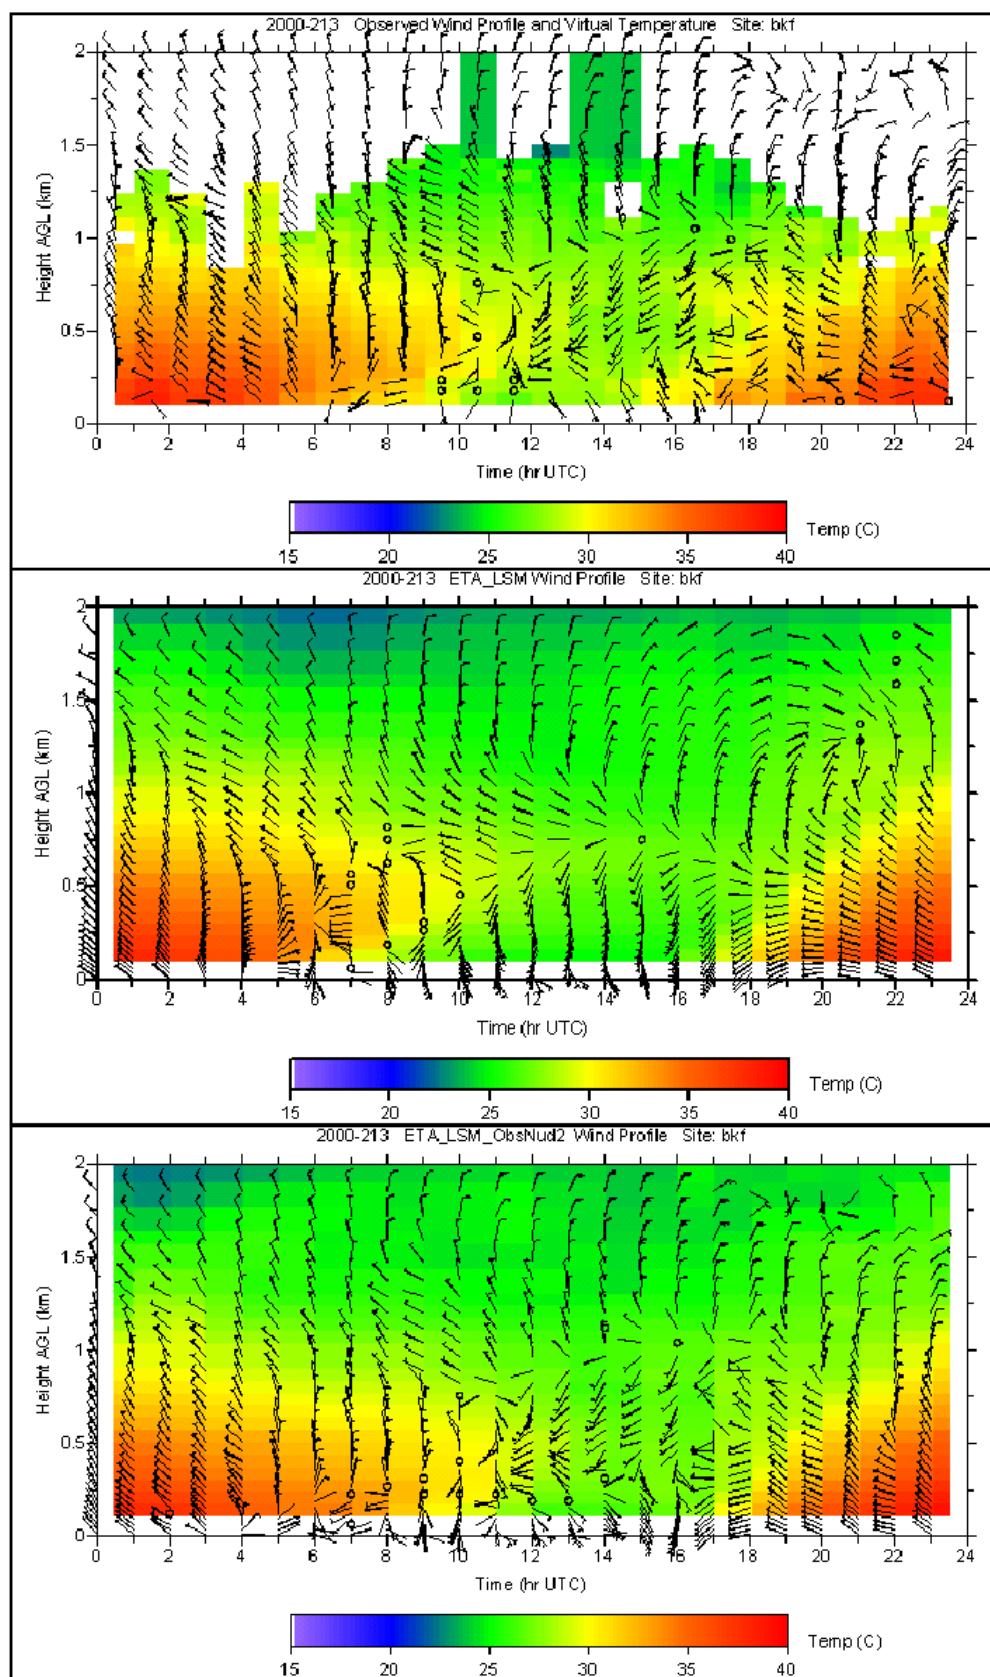 2000-213 Observed Wind Profile and Virtual Temperature Site: bkf
2
1.5
1
0.5
0
Height AGL (km)
0 2 4 6 8 10 12 14 16 18 20 22 24
Time (hr UTC)
15 20 25 30 35 40
Temp (C)
2000-213 ETA_LSM Wind Profile Site: bkf
2
1.5
1
0.5
0
Height AGL (km)
0 2 4 6 8 10 12 14 16 18 20 22 24
Time (hr UTC)
15 20 25 30 35 40
Temp (C)
2000-213 ETA_LSM_ObsNud2 Wind Profile Site: bkf
2
1.5
1
0.5
0
Height AGL (km)
0 2 4 6 8 10 12 14 16 18 20 22 24
Time (hr UTC)
15 20 25 30 35 40
Temp (C)